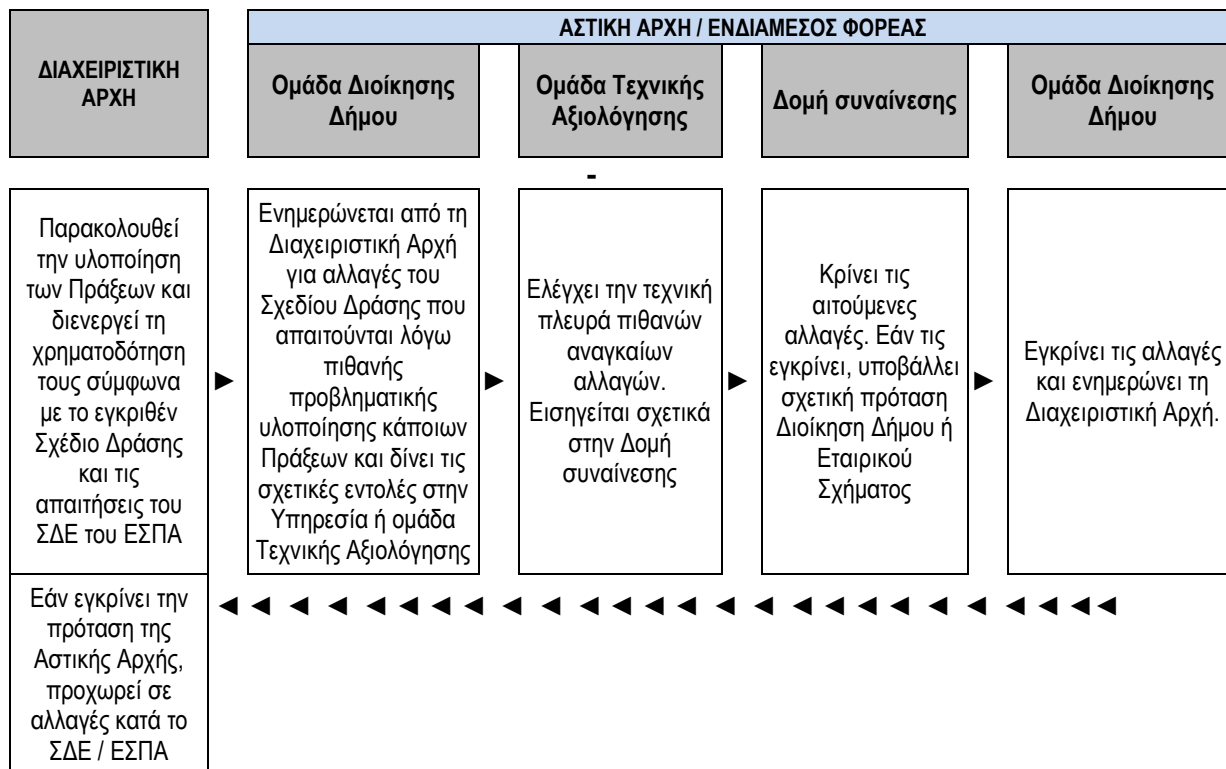 ΑΣΤΙΚΗ ΑΡΧΗ / ΕΝΔΙΑΜΕΣΟΣ ΦΟΡΕΑΣ
ΔΙΑΧΕΙΡΙΣΤΙΚΗ
ΑΡΧΗ
Ομάδα Διοίκησης
Δήμου
Ομάδα Τεχνικής
Αξιολόγησης
Δομή συναίνεσης
Ομάδα Διοίκησης
Δήμου
-
Παρακολουθεί
την υλοποίηση
των Πράξεων και
διενεργεί τη
χρηματοδότηση
τους σύμφωνα
με το εγκριθέν
Σχέδιο Δράσης
και τις
απαιτήσεις του
ΣΔΕ του ΕΣΠΑ
►
Ενημερώνεται από τη
Διαχειριστική Αρχή
για αλλαγές του
Σχεδίου Δράσης που
απαιτούνται λόγω
πιθανής
προβληματικής
υλοποίησης κάποιων
Πράξεων και δίνει τις
σχετικές εντολές στην
Υπηρεσία ή ομάδα
Τεχνικής Αξιολόγησης
►
Ελέγχει την τεχνική
πλευρά πιθανών
αναγκαίων
αλλαγών.
Εισηγείται σχετικά
στην Δομή
συναίνεσης
►
Κρίνει τις
αιτούμενες
αλλαγές. Εάν τις
εγκρίνει, υποβάλλει
σχετική πρόταση
Διοίκηση Δήμου ή
Εταιρικού
Σχήματος
►
Εγκρίνει τις αλλαγές
και ενημερώνει τη
Διαχειριστική Αρχή.
Εάν εγκρίνει την
πρόταση της
Αστικής Αρχής,
προχωρεί σε
αλλαγές κατά το
ΣΔΕ / ΕΣΠΑ